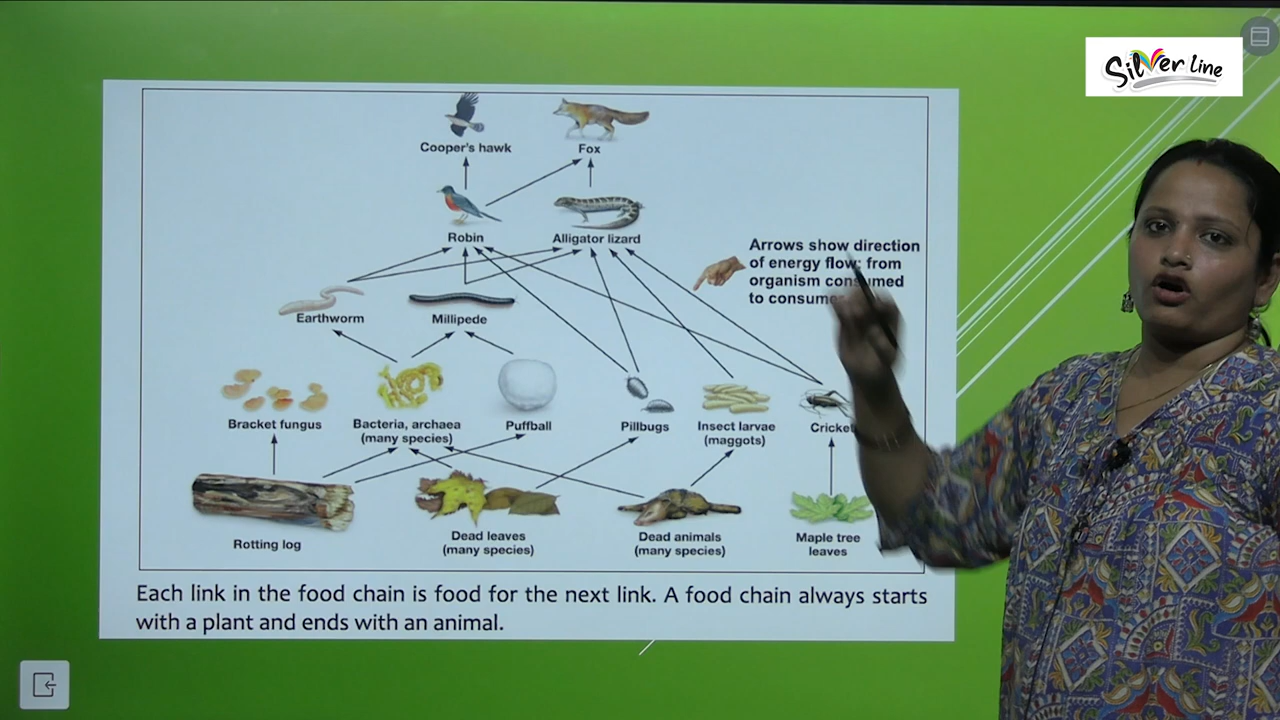 Silver line
Cooper's hawk
Fox
Robin
Alligator lizard
Arrows show direction
of energy flow: from
organism consumed
to
Earthworm
Millipede
Bracket fungus
Bacteria, archaea
(many species)
Puffball
Pillbugs
Insect larvae
(maggots)
Cricket
Rotting log
Dead leaves
(many species)
Dead animals
(many species)
Maple tree
leaves
Each link in the food chain is food for the next link. A food chain always starts
with a plant and ends with an animal.